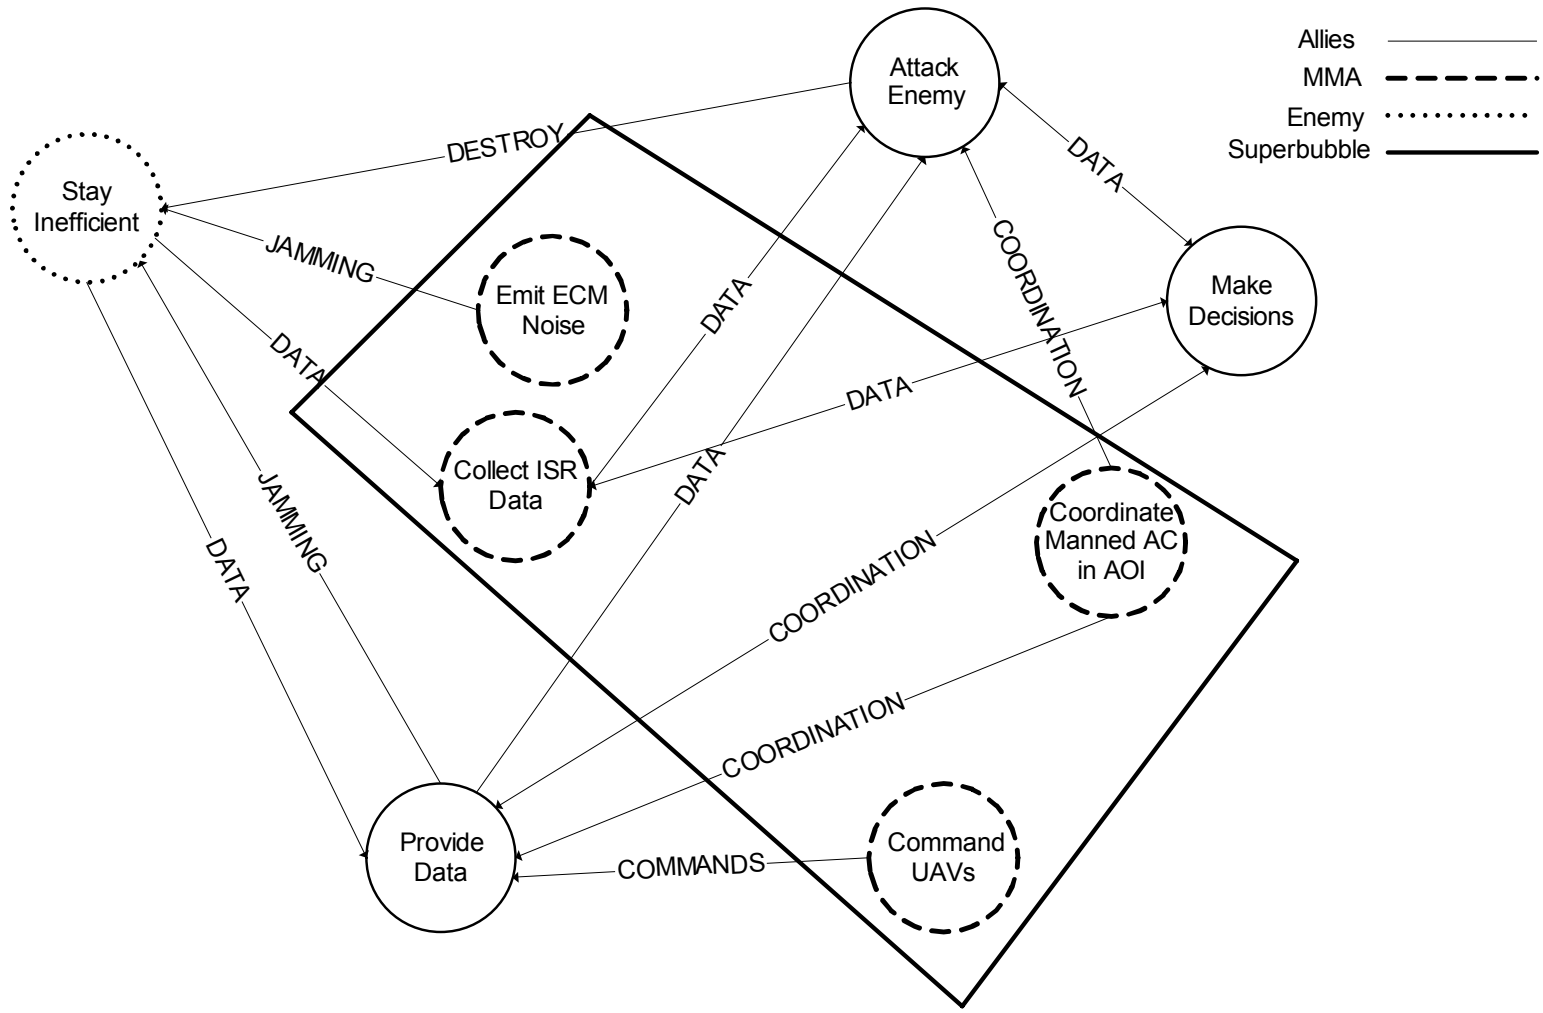 Attack
Enemy
Allies
MMA
Enemy
Superbubble
DESTROY
DATA
Stay
Inefficient
JAMMING
COORDINATION
Emit ECM
Noise
DATA
Make
Decisions
DATA
DATA
Collect ISR
Data
DATA
JAMMING
Coordinate
Manned AC
in AOI
DATA
COORDINATION
COORDINATION
Provide
Data
COMMANDS
Command
UAVs